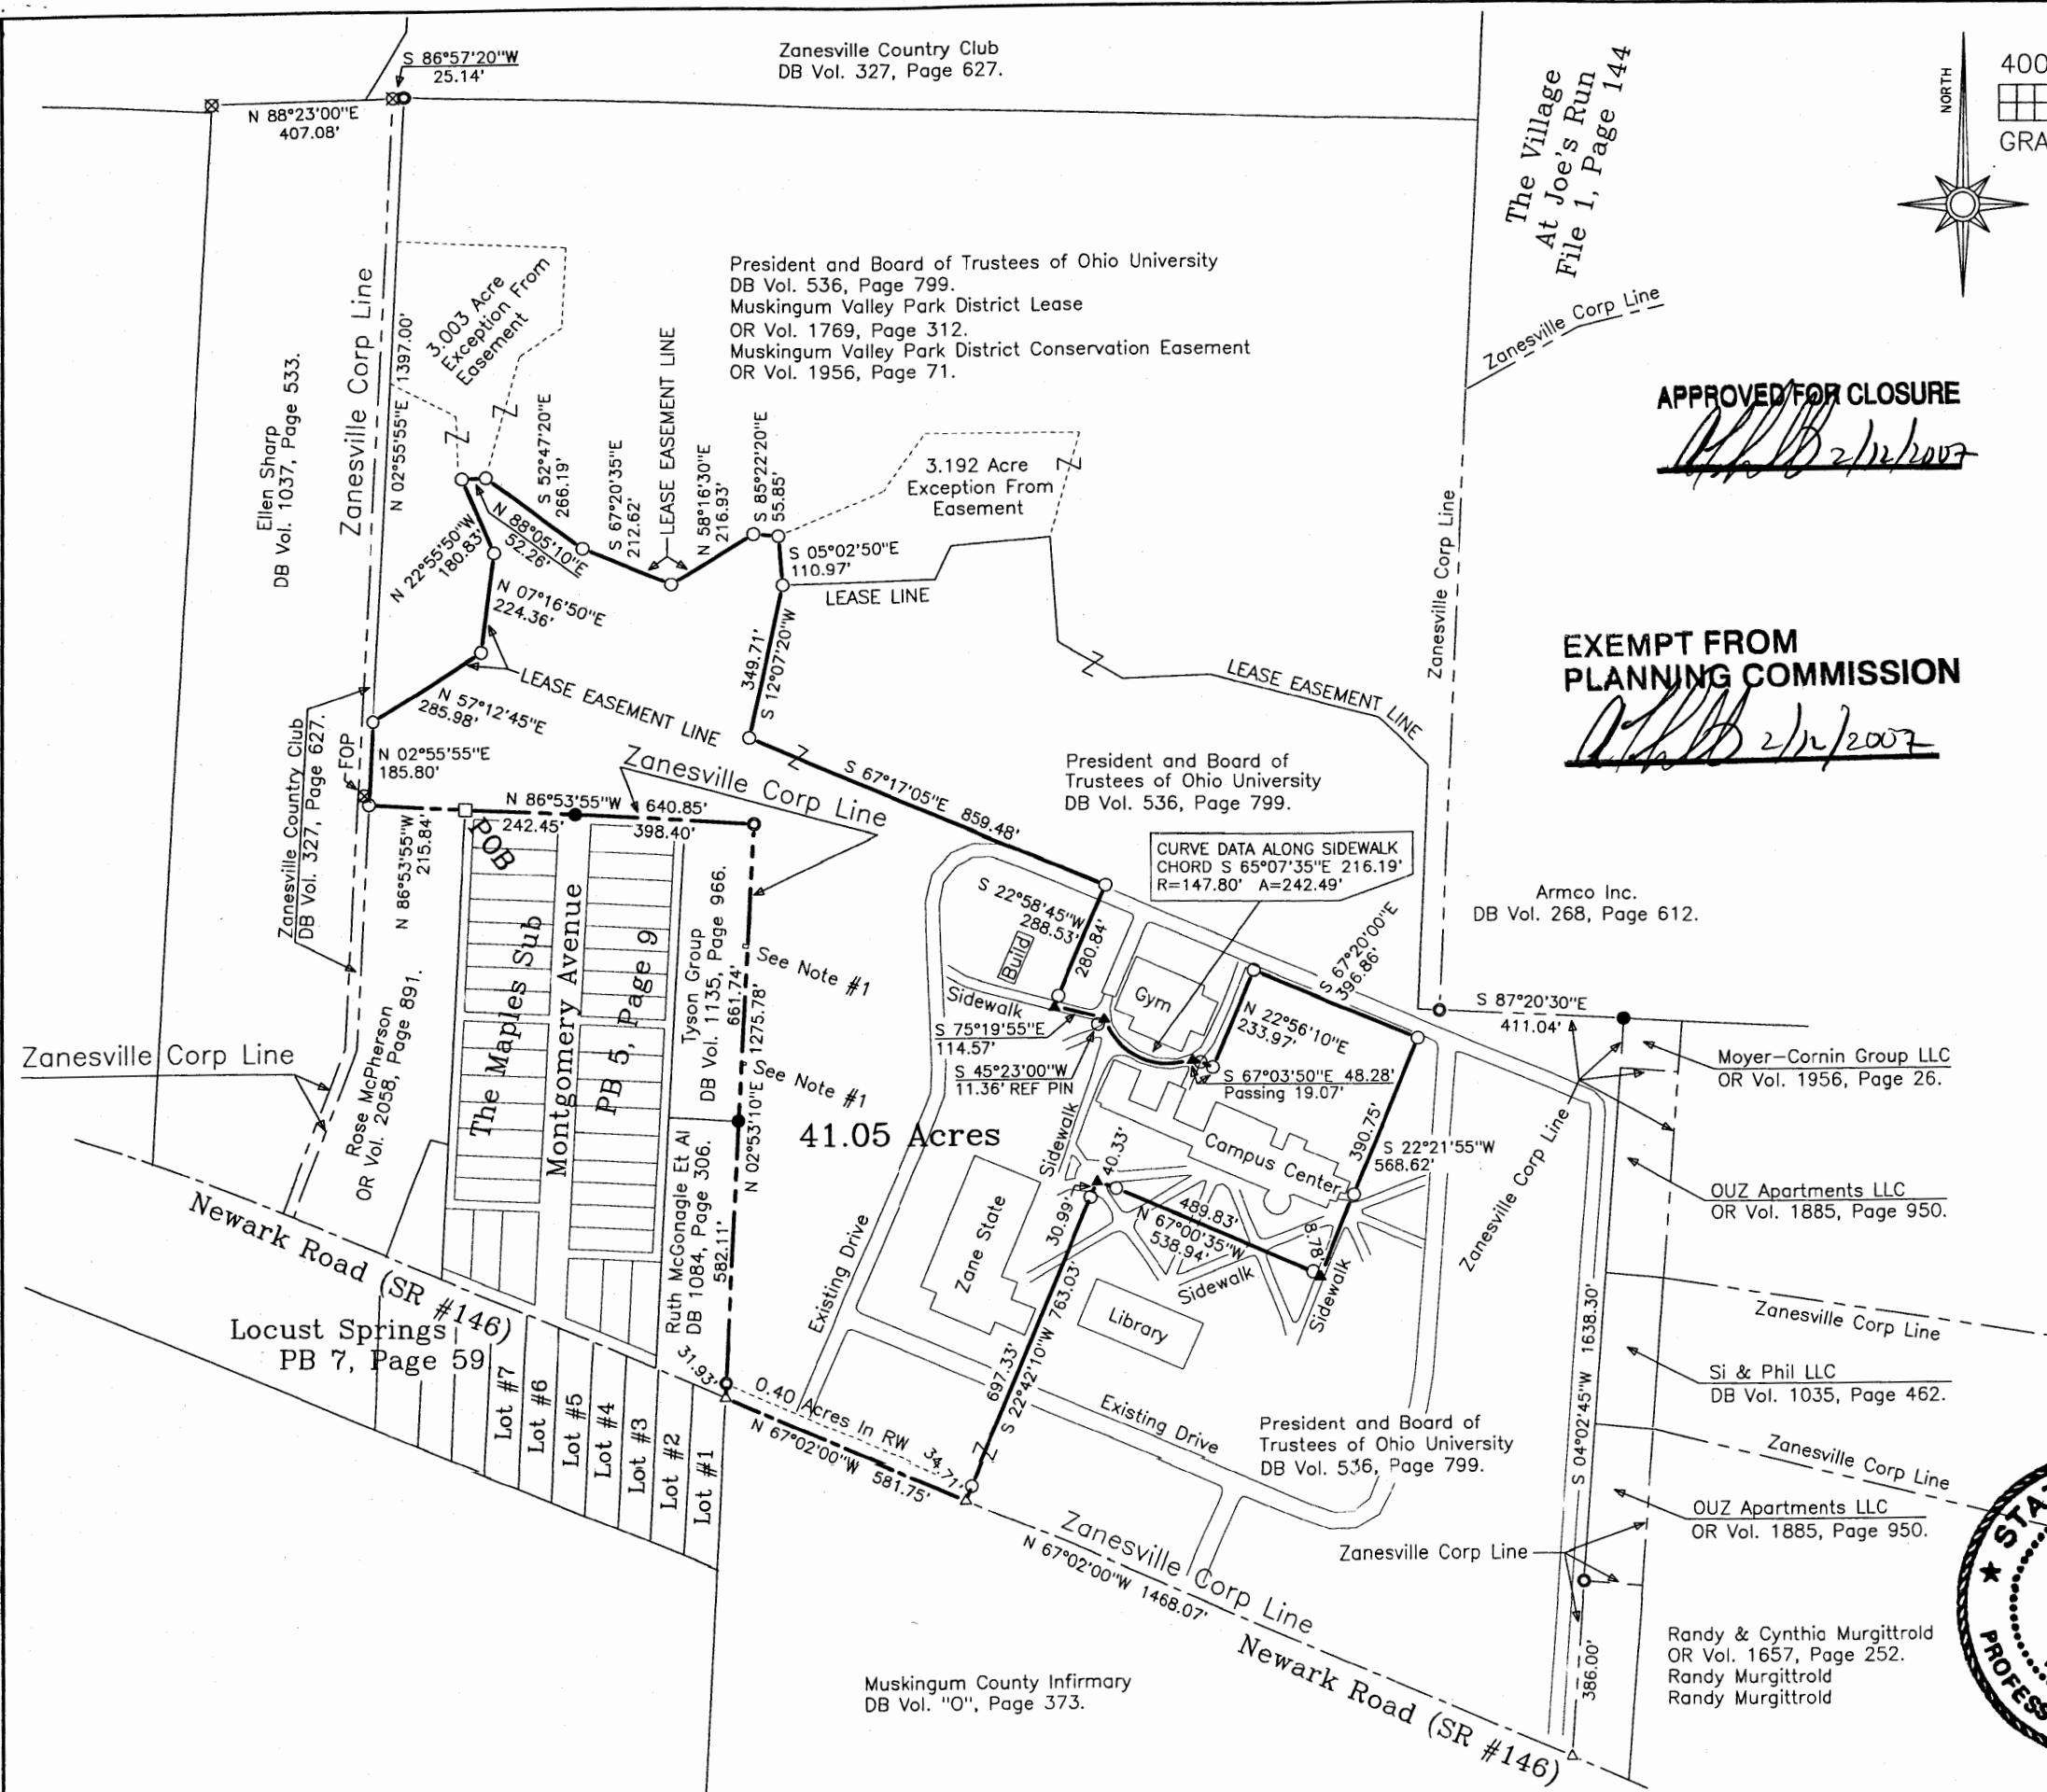 S 86°57'20"W
25.14'
Zanesville Country Club
DB Vol. 327, Page 627.
N 88°23'00"E
407.08'
The Village
At Joe's Run
File 1, Page 144
NORTH
400
GRA
Zanesville Corp Line
3.003 Acre
Exception From
Easement
President and Board of Trustees of Ohio University
DB Vol. 536, Page 799.
Muskingum Valley Park District Lease
OR Vol. 1769, Page 312.
Muskingum Valley Park District Conservation Easement
OR Vol. 1956, Page 71.
Zanesville Corp Line
APPROVED FOR CLOSURE
2/12/2007
Ellen Sharp
DB Vol. 1037, Page 533.
N 02°55'55"E 1397.00'
S 52°47'20"E
266.19'
S 67°20'35"E
212.62'
LEASE EASEMENT LINE
N 58°16'30"E
216.93'
S 85°22'20"E
55.85'
3.192 Acre
Exception From
Easement
N 22°55'50"W
180.83'
N 88°05'10"E
52.26'
S 05°02'50"E
110.97'
LEASE LINE
N 07°16'50"E
224.36'
Zanesville Corp Line
EXEMPT FROM
PLANNING COMMISSION
2/12/2007
LEASE EASEMENT LINE
349.71'
S 12°07'20"W
LEASE EASEMENT LINE
N 57°12'45"E
285.98'
Zanesville Country Club
DB Vol. 327, Page 627.
FOP
N 02°55'55"E
185.80'
Zanesville Corp Line
S 67°17'05"E 859.48'
President and Board of
Trustees of Ohio University
DB Vol. 536, Page 799.
N 86°53'55"W 640.85'
242.45'
398.40'
POB
N 86°53'55"W
215.84'
CURVE DATA ALONG SIDEWALK
CHORD S 65°07'35"E 216.19'
R=147.80' A=242.49'
Armco Inc.
DB Vol. 268, Page 612.
The Maples Sub
Montgomery Avenue
PB 5, Page 9
Tyson Group
DB Vol. 1135, Page 966.
661.74'
N 02°53'10"E 1275.78'
See Note #1
See Note #1
S 22°58'45"W
288.53'
280.84'
Build
Gym
S 67°20'00"E
396.86'
N 22°56'10"E
233.97'
S 87°20'30"E
411.04'
Sidewalk
S 75°19'55"E
114.57'
S 45°23'00"W
11.36' REF PIN
S 67°03'50"E 48.28'
Passing 19.07'
Moyer-Cornin Group LLC
OR Vol. 1956, Page 26.
Zanesville Corp Line
Rose McPherson
OR Vol. 2058, Page 891.
41.05 Acres
Sidewalk
Campus Center
390.75'
S 22°21'55"W
568.62'
Zanesville Corp Line
OUZ Apartments LLC
OR Vol. 1885, Page 950.
Newark Road (SR #146)
Ruth McGonagle Et Al
DB 1084, Page 306.
582.11'
40.33'
30.99'
489.83'
N 67°00'35"W
538.94'
8.78'
Sidewalk
Sidewalk
Zane State
Library
Existing Drive
Zanesville Corp Line
Locust Springs
PB 7, Page 59
Lot #7
Lot #6
Lot #5
Lot #4
Lot #3
Lot #2
Lot #1
31.93'
0.40 Acres In RW
34.71'
N 67°02'00"W 581.75'
697.33'
S 22°42'10"W 763.03'
Existing Drive
President and Board of
Trustees of Ohio University
DB Vol. 536, Page 799.
S 04°02'45"W 1638.30'
Si & Phil LLC
DB Vol. 1035, Page 462.
Zanesville Corp Line
OUZ Apartments LLC
OR Vol. 1885, Page 950.
Zanesville Corp Line
N 67°02'00"W 1468.07'
Zanesville Corp Line
Newark Road (SR #146)
386.00'
Randy & Cynthia Murgittrold
OR Vol. 1657, Page 252.
Randy Murgittrold
Randy Murgittrold
Muskingum County Infirmary
DB Vol. "O", Page 373.
STA
PROFESS